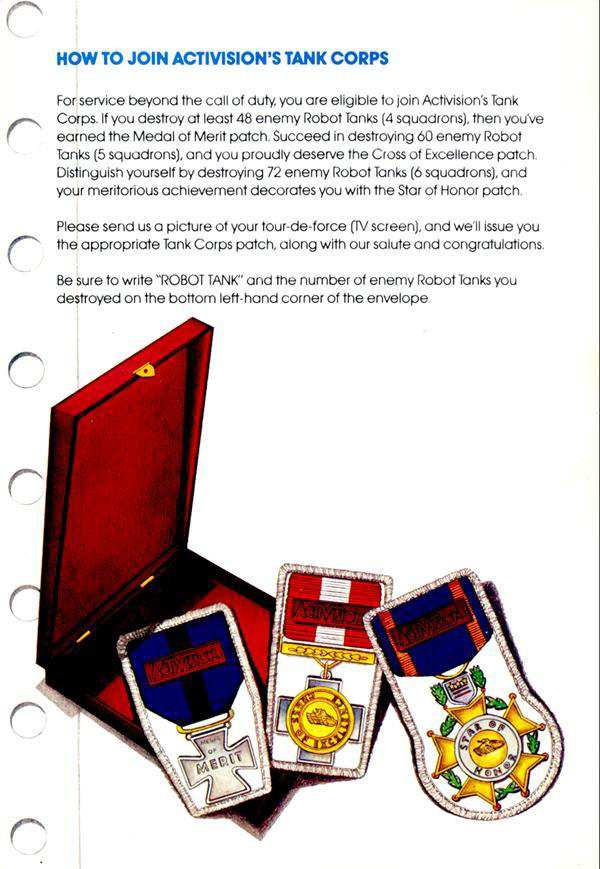 HOW TO JOIN ACTIVISION'S TANK CORPS
For service beyond the call of duty, you are eligible to join Activision's Tank
Corps. If you destroy at least 48 enemy Robot Tanks (4 squadrons), then you've
earned the Medal of Merit patch. Succeed in destroying 60 enemy Robot
Tanks (5 squadrons), and you proudly deserve the Cross of Excellence patch.
Distinguish yourself by destroying 72 enemy Robot Tanks (6 squadrons), and
your meritorious achievement decorates you with the Star of Honor patch.
Please send us a picture of your tour-de-force (TV screen), and we'll issue you
the appropriate Tank Corps patch, along with our salute and congratulations.
Be sure to write "ROBOT TANK" and the number of enemy Robot Tanks you
destroyed on the bottom left-hand corner of the envelope.
ACTIVISION
MEDAL
OF
MERIT
ACTIVISION
CROSS
OF EXCELLENCE
ACTIVISION
STAR OF
HONOR